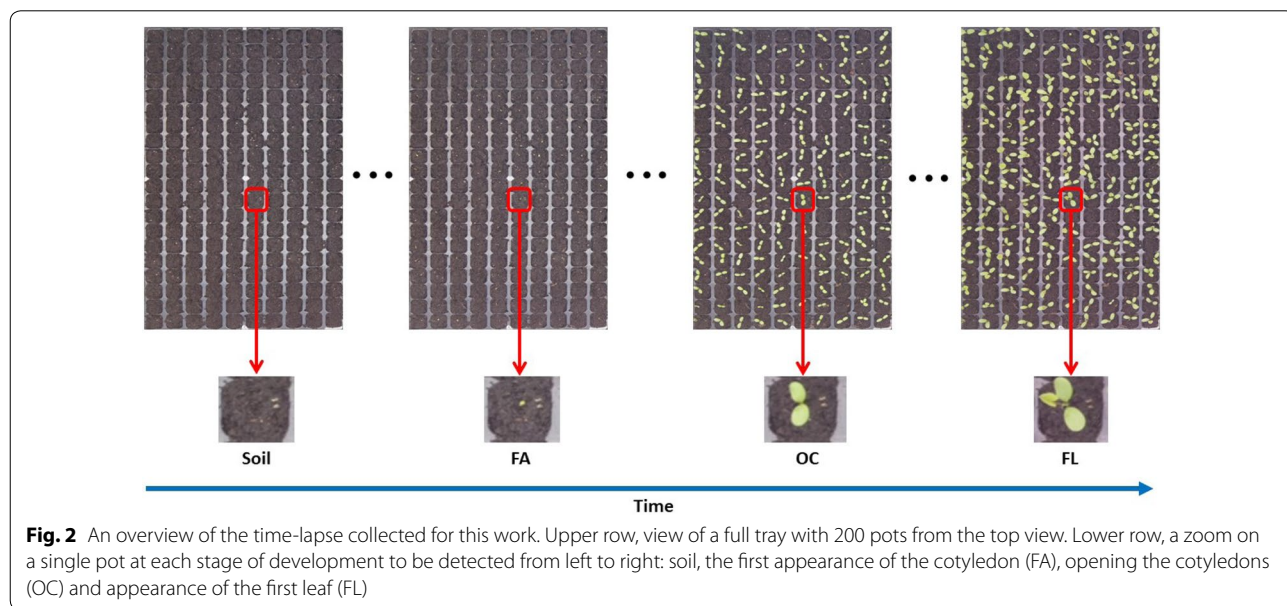 Soil
FA
OC
FL
Time
Fig. 2 An overview of the time-lapse collected for this work. Upper row, view of a full tray with 200 pots from the top view. Lower row, a zoom on
a single pot at each stage of development to be detected from left to right: soil, the first appearance of the cotyledon (FA), opening the cotyledons
(OC) and appearance of the first leaf (FL)